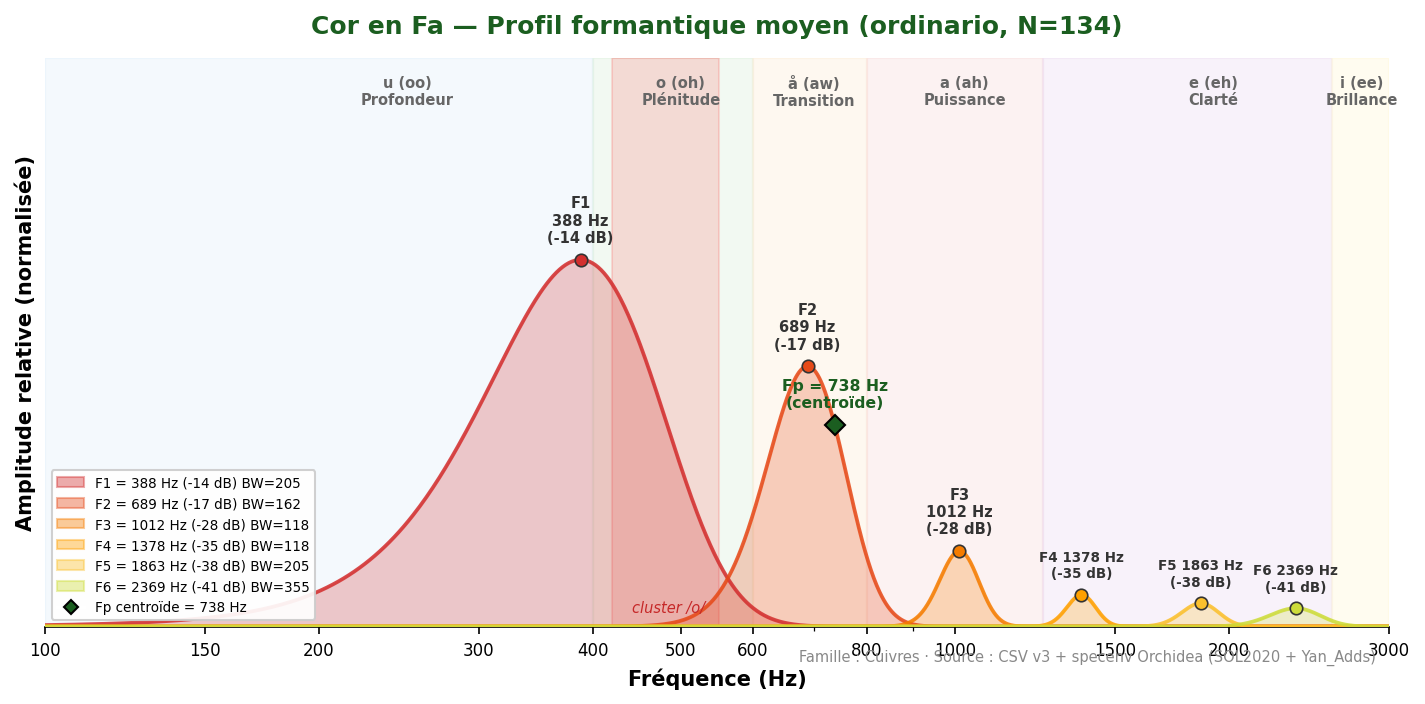 Cor en Fa — Profil formantique moyen (ordinario, N=134)
u (oo)
Profondeur
o (oh)
Plénitude
å (aw)
Transition
a (ah)
Puissance
e (eh)
Clarté
i (ee)
Brillance
Amplitude relative (normalisée)
F1
388 Hz
(-14 dB)
F2
689 Hz
(-17 dB)
Fp = 738 Hz
(centroïde)
F3
1012 Hz
(-28 dB)
F4 1378 Hz
(-35 dB)
F5 1863 Hz
(-38 dB)
F6 2369 Hz
(-41 dB)
F1 = 388 Hz (-14 dB) BW=205
F2 = 689 Hz (-17 dB) BW=162
F3 = 1012 Hz (-28 dB) BW=118
F4 = 1378 Hz (-35 dB) BW=118
F5 = 1863 Hz (-38 dB) BW=205
F6 = 2369 Hz (-41 dB) BW=355
Fp centroïde = 738 Hz
cluster /o/
100 150 200 300 400 500 600 800 1000 1500 2000 3000
Famille : Cuivres · Source : CSV v3 + specenv Orchidea (SOL2020 + Yan_Adds)
Fréquence (Hz)